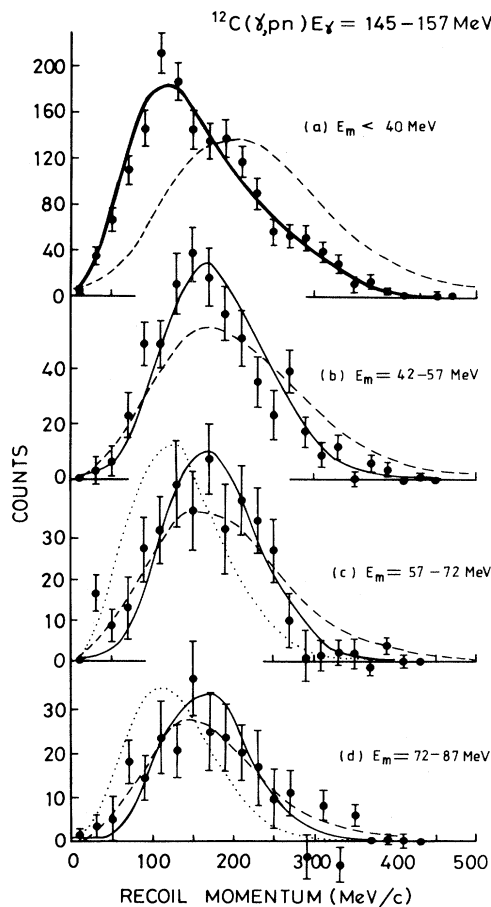 ¹²C(γ,pn)Eγ = 145 – 157 MeV
200
160
120
80
40
0
(a) Em < 40 MeV
40
20
0
(b) Em = 42 – 57 MeV
30
20
10
0
(c) Em = 57 – 72 MeV
30
20
10
0
(d) Em = 72 – 87 MeV
COUNTS
0 100 200 300 400 500
RECOIL MOMENTUM (MeV/c)